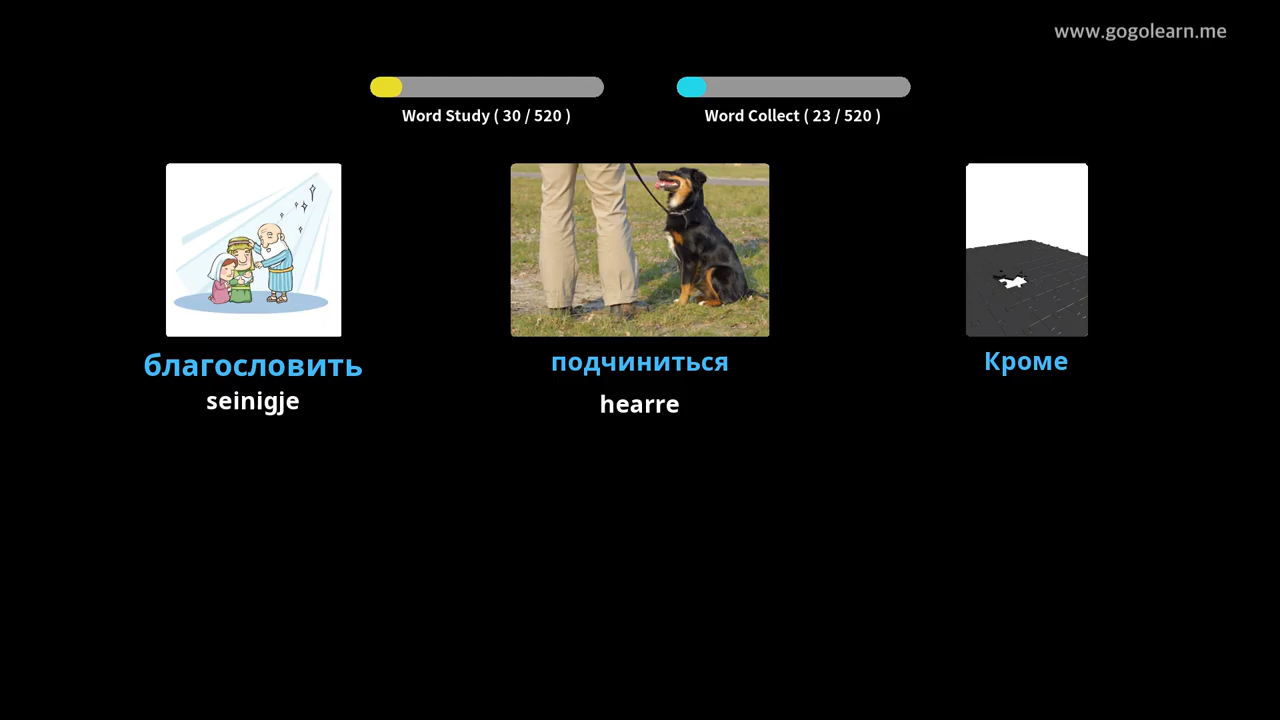 www.gogolearn.me
Word Study ( 30 / 520 )
Word Collect ( 23 / 520 )
благословить
подчиниться
Кроме
seinigje
hearre